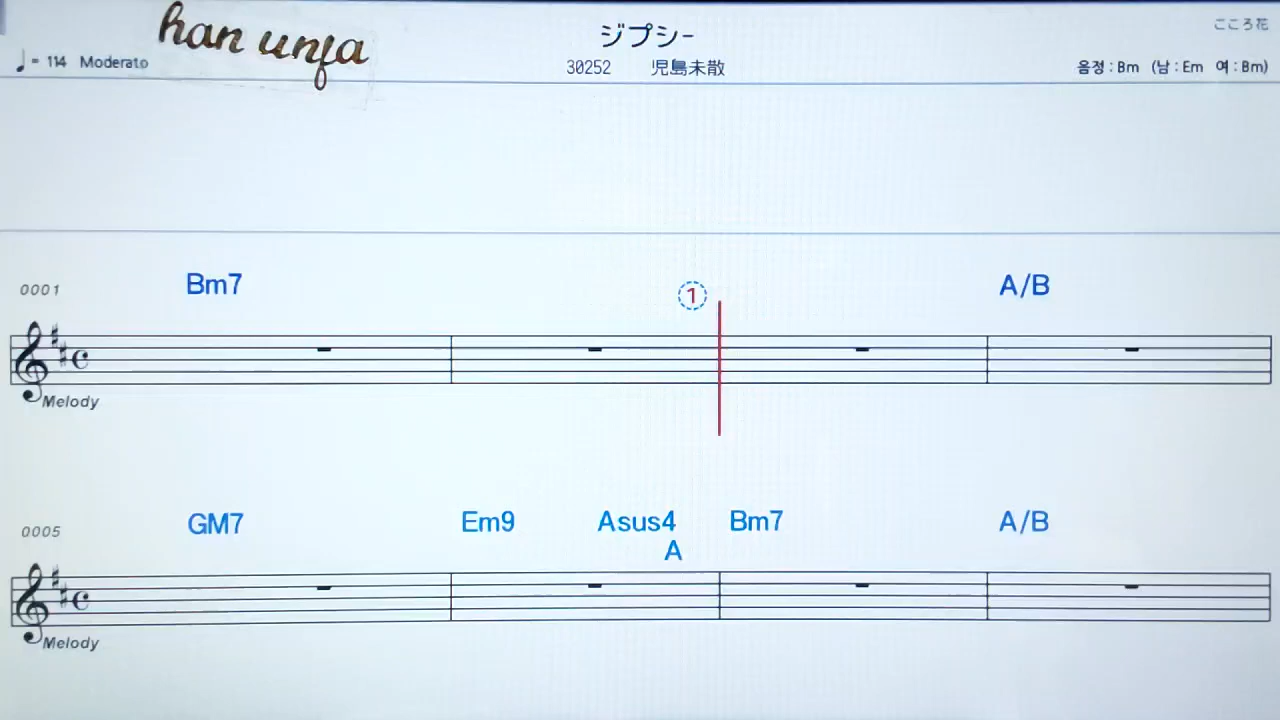 han unfa
ジプシー
こころ花
♩= 114 Moderato
30252 児島未散
음정 : Bm (남 : Em 여 : Bm)
0001 Bm7 1 A/B
Melody
0005 GM7 Em9 Asus4 Bm7 A/B
A
Melody